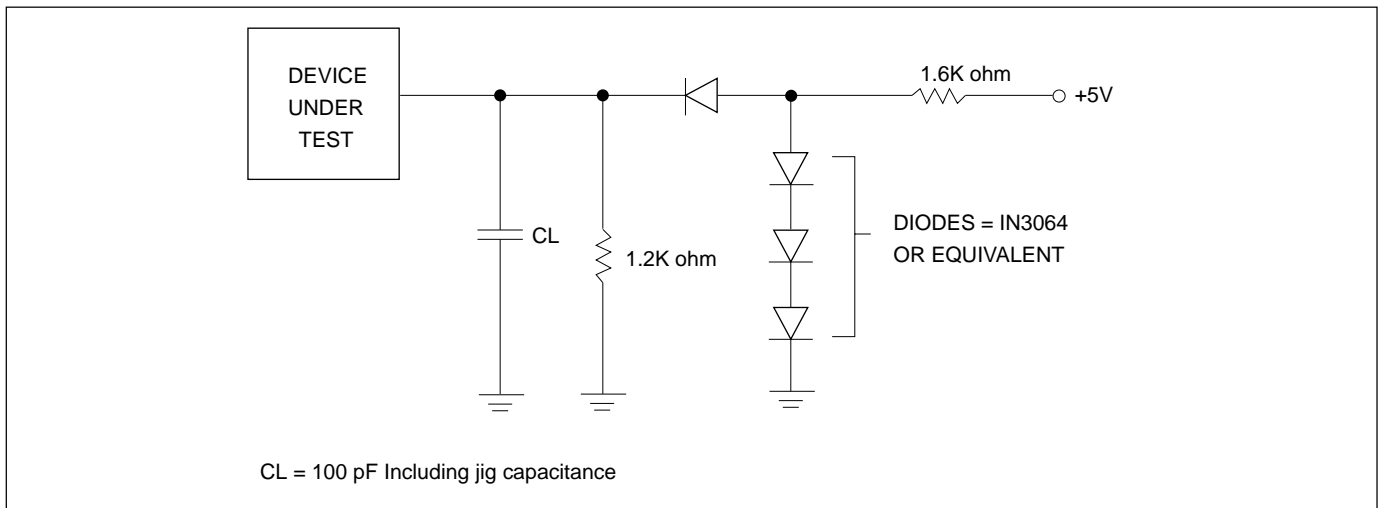 DEVICE
UNDER
TEST
1.6K ohm
+5V
CL
1.2K ohm
DIODES = IN3064
OR EQUIVALENT
CL = 100 pF Including jig capacitance